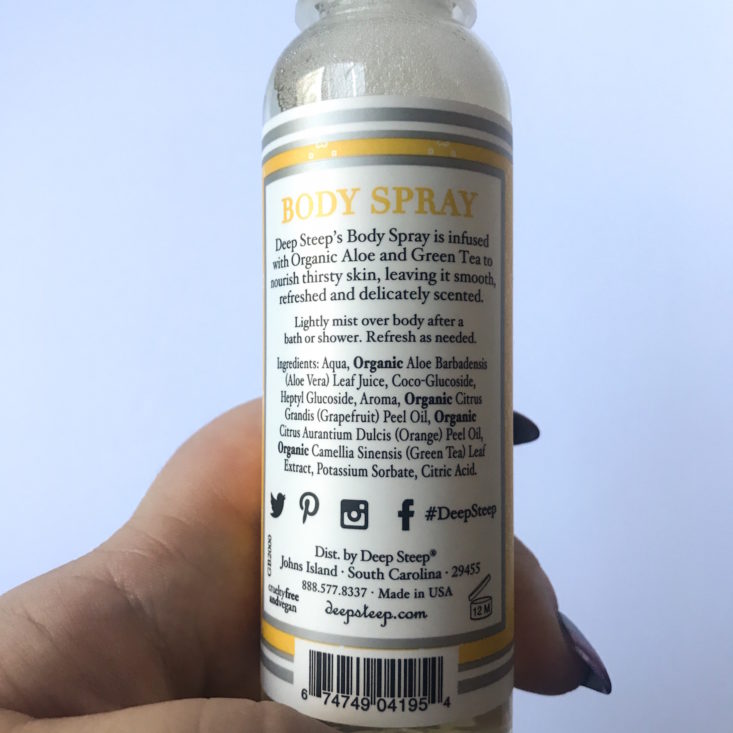 BODY SPRAY
Deep Steep's Body Spray is infused
with Organic Aloe and Green Tea to
nourish thirsty skin, leaving it smooth,
refreshed and delicately scented.
Lightly mist over body after a
bath or shower. Refresh as needed.
Ingredients: Aqua, Organic Aloe Barbadensis
(Aloe Vera) Leaf Juice, Coco-Glucoside,
Heptyl Glucoside, Aroma, Organic Citrus
Grandis (Grapefruit) Peel Oil, Organic
Citrus Aurantium Dulcis (Orange) Peel Oil,
Organic Camellia Sinensis (Green Tea) Leaf
Extract, Potassium Sorbate, Citric Acid.
#DeepSteep
GB2000
Dist. by Deep Steep®
Johns Island · South Carolina · 29455
888.577.8337 · Made in USA
deepsteep.com
crueltyfree
andvegan
12 M
6 74749 04195 4